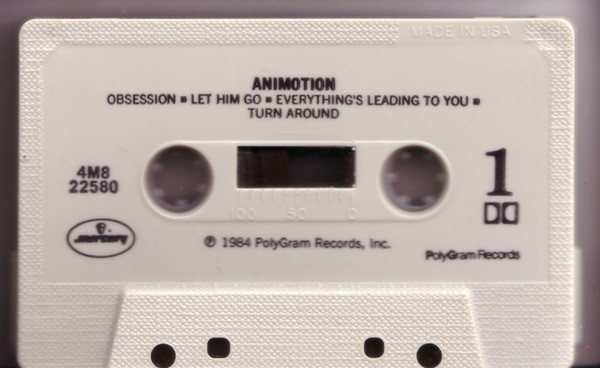 MADE IN USA
ANIMOTION
OBSESSION ▪ LET HIM GO ▪ EVERYTHING'S LEADING TO YOU ▪
TURN AROUND
4M8
22580
1
100 50 0
mercury
℗ 1984 PolyGram Records, Inc.
PolyGram Records